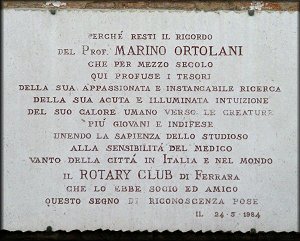 PERCHÉ RESTI IL RICORDO
DEL PROF. MARINO ORTOLANI
CHE PER MEZZO SECOLO
QUI PROFUSE I TESORI
DELLA SUA APPASSIONATA E INSTANCABILE RICERCA
DELLA SUA ACUTA E ILLUMINATA INTUIZIONE
DEL SUO CALORE UMANO VERSO LE CREATURE
PIU' GIOVANI E INDIFESE
UNENDO LA SAPIENZA DELLO STUDIOSO
ALLA SENSIBILITÀ DEL MEDICO
VANTO DELLA CITTÀ IN ITALIA E NEL MONDO
IL ROTARY CLUB DI FERRARA
CHE LO EBBE SOCIO ED AMICO
QUESTO SEGNO DI RICONOSCENZA POSE
IL 24-5-1984